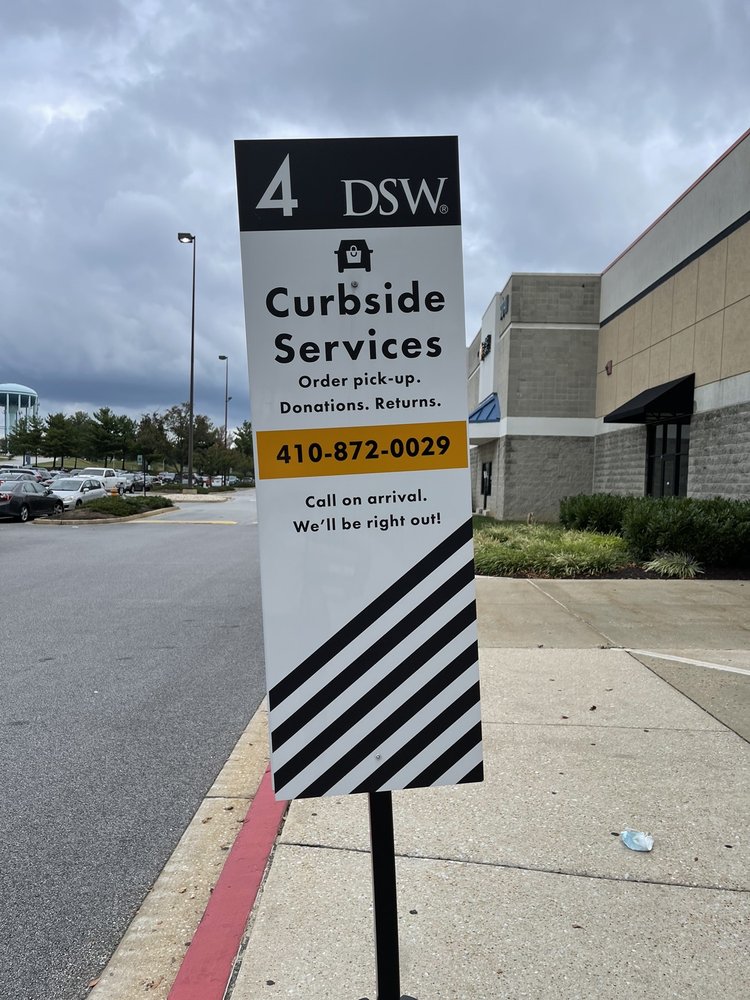 4 DSW®
Curbside
Services
Order pick-up.
Donations. Returns.
410-872-0029
Call on arrival.
We'll be right out!